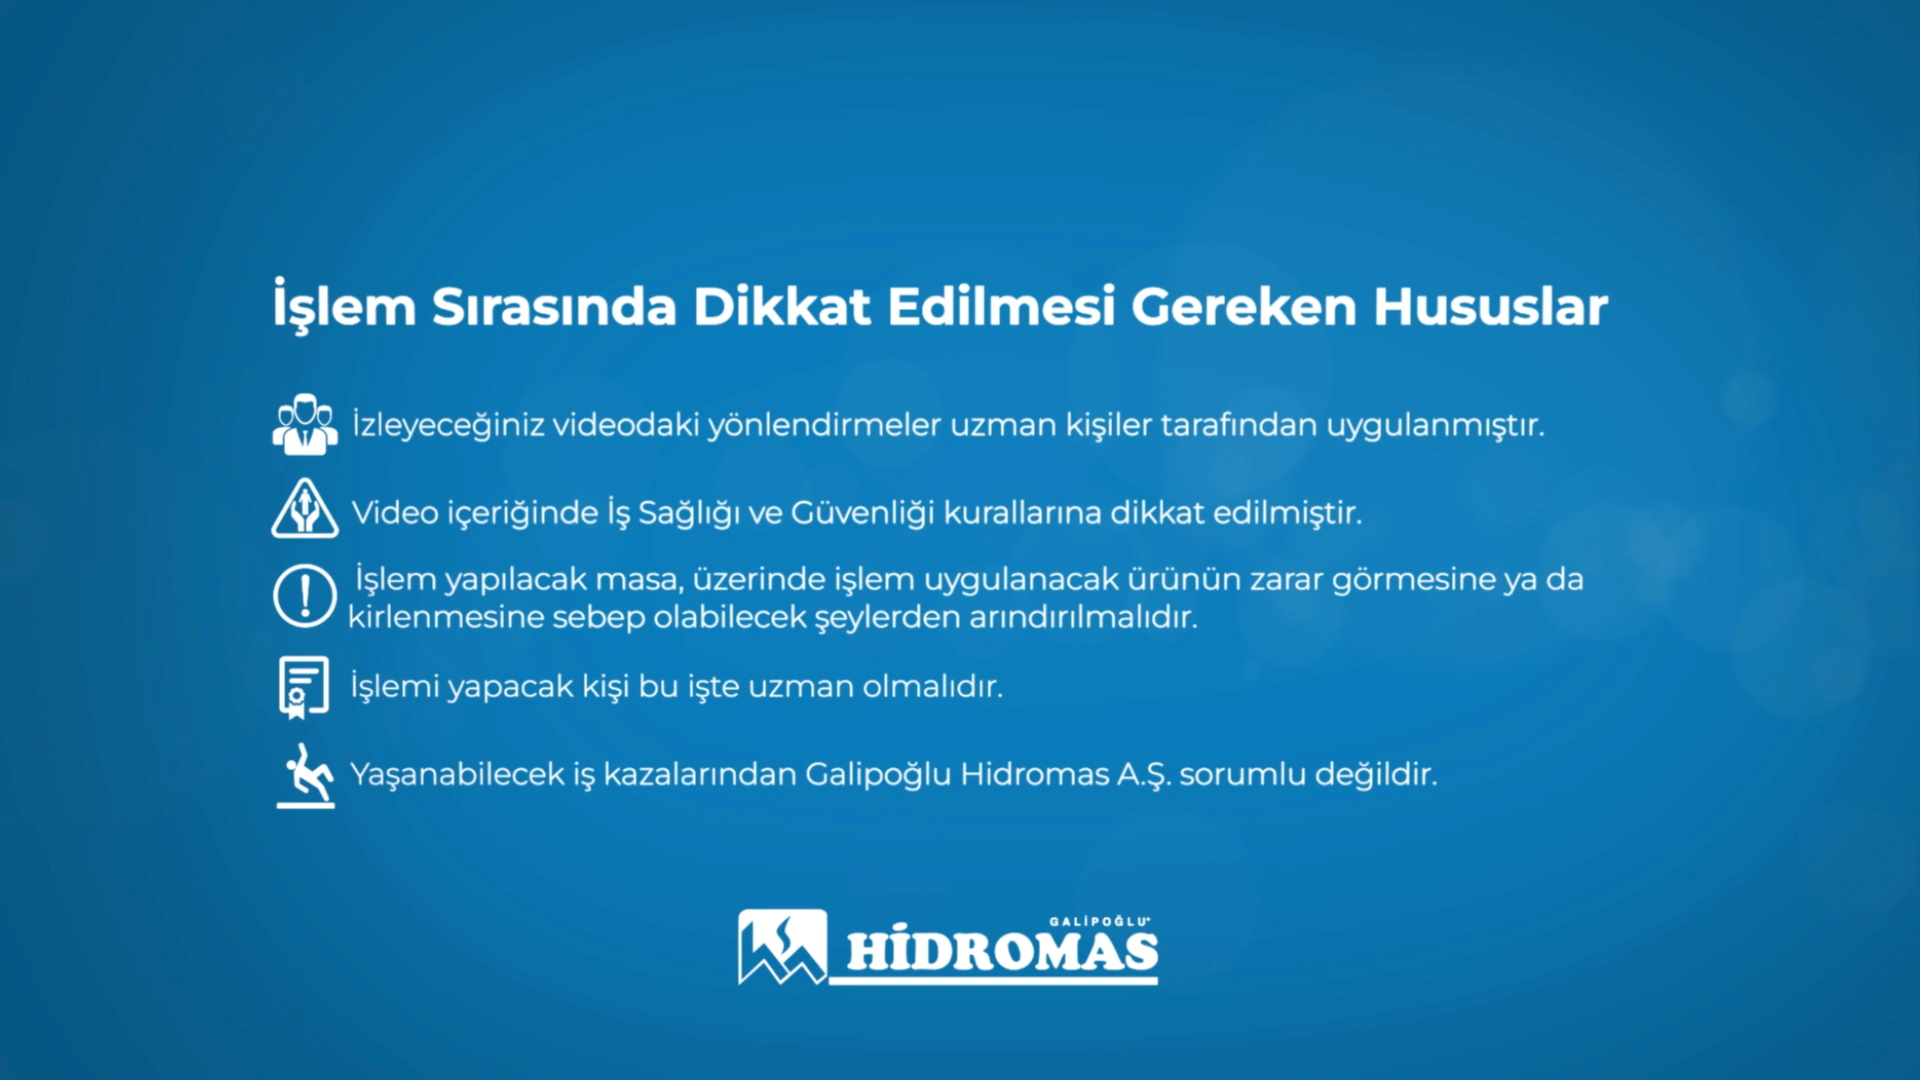 İşlem Sırasında Dikkat Edilmesi Gereken Hususlar
İzleyeceğiniz videodaki yönlendirmeler uzman kişiler tarafından uygulanmıştır.
Video içeriğinde İş Sağlığı ve Güvenliği kurallarına dikkat edilmiştir.
İşlem yapılacak masa, üzerinde işlem uygulanacak ürünün zarar görmesine ya da
kirlenmesine sebep olabilecek şeylerden arındırılmalıdır.
İşlemi yapacak kişi bu işte uzman olmalıdır.
Yaşanabilecek iş kazalarından Galipoğlu Hidromas A.Ş. sorumlu değildir.
GALİPOĞLU
HİDROMAS